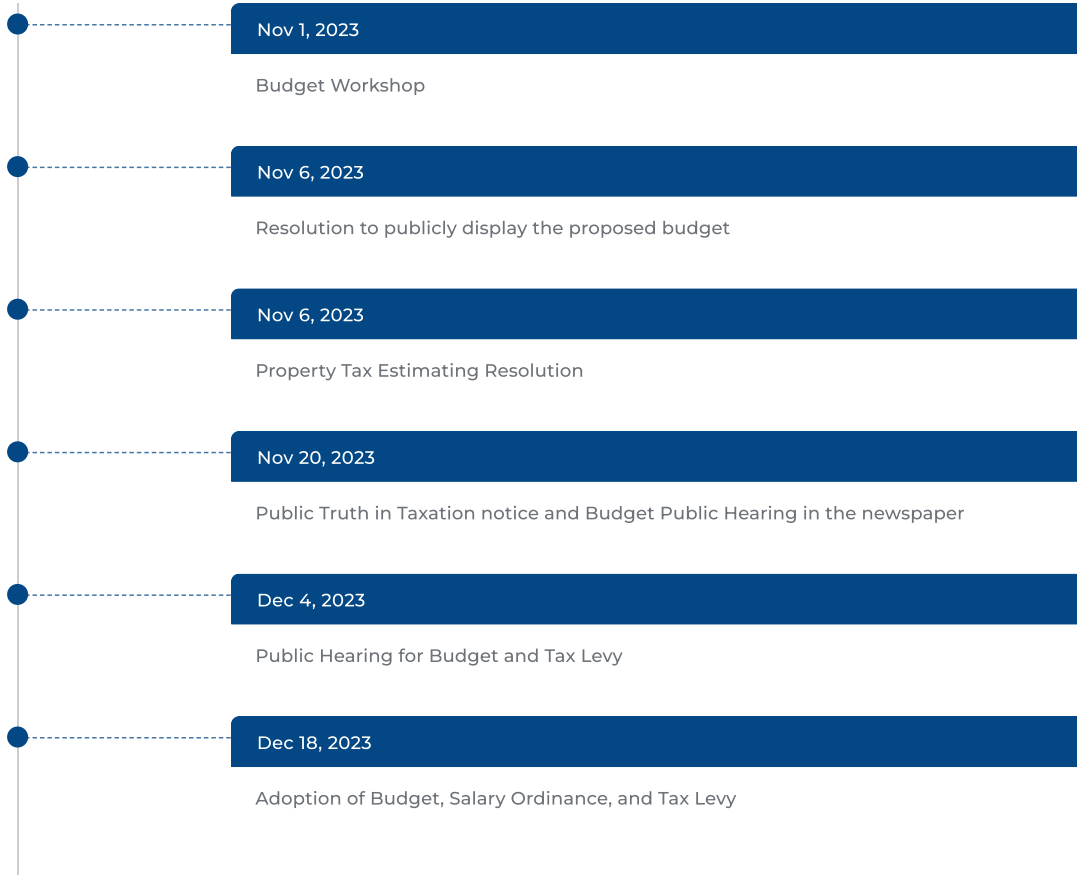 Nov 1, 2023
Budget Workshop
Nov 6, 2023
Resolution to publicly display the proposed budget
Nov 6, 2023
Property Tax Estimating Resolution
Nov 20, 2023
Public Truth in Taxation notice and Budget Public Hearing in the newspaper
Dec 4, 2023
Public Hearing for Budget and Tax Levy
Dec 18, 2023
Adoption of Budget, Salary Ordinance, and Tax Levy